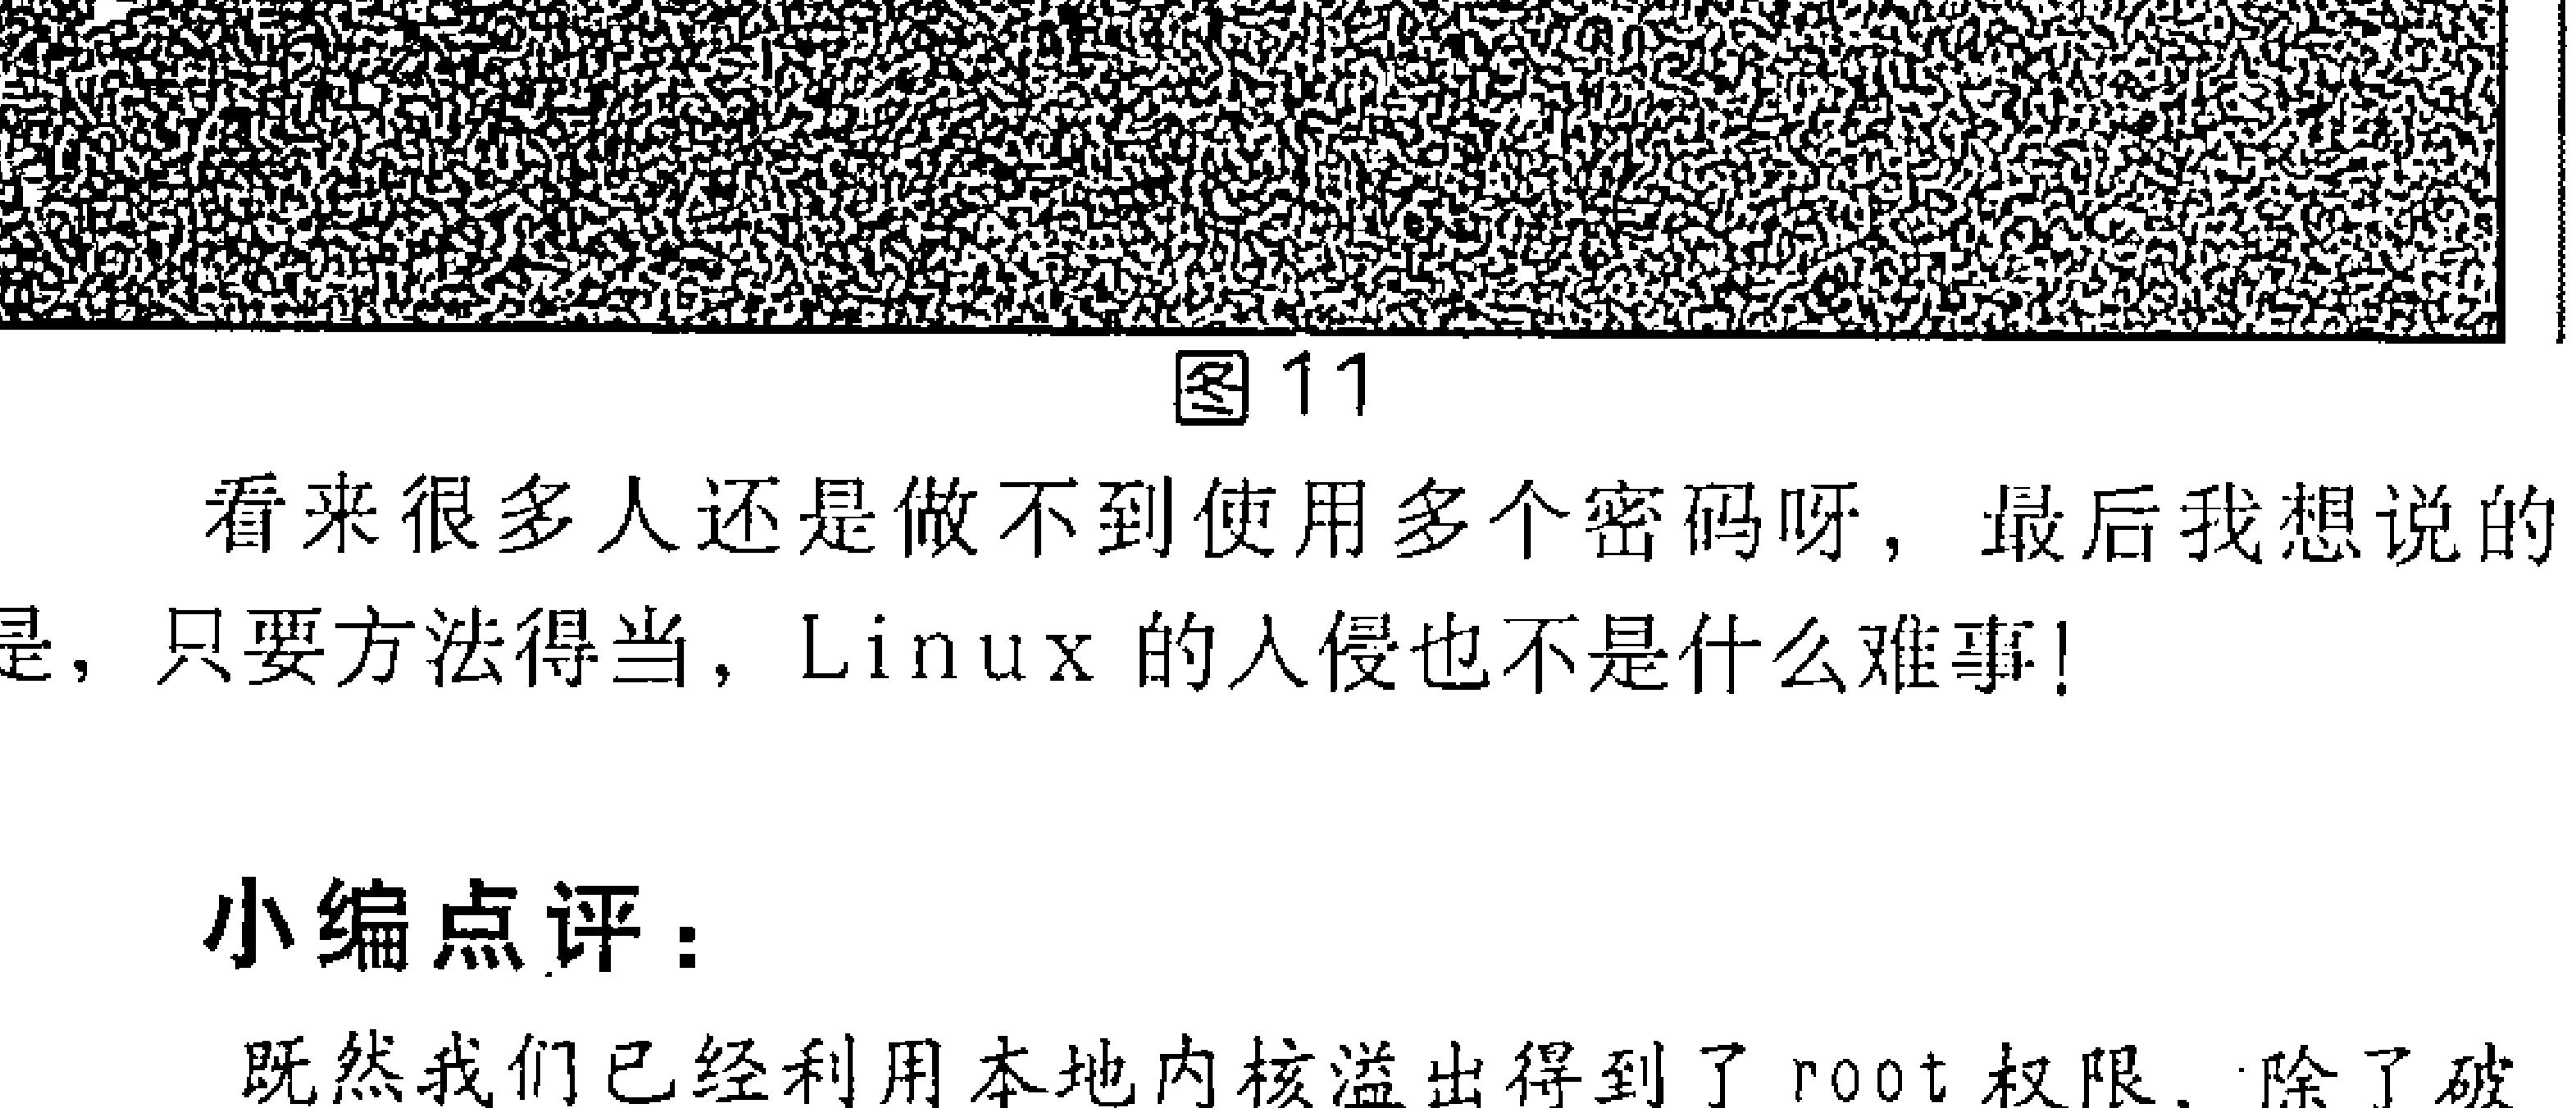 图11
看来很多人还是做不到使用多个密码呀，最后我想说的
是，只要方法得当，Linux 的入侵也不是什么难事！
小编点评：
既然我们已经利用本地内核溢出得到了 root 权限，除了破